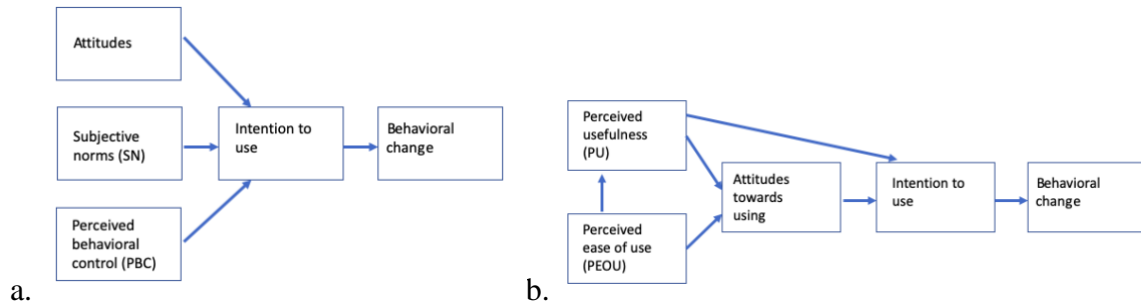 Attitudes
Subjective
norms (SN)
Perceived
behavioral
control (PBC)
Intention to
use
Behavioral
change
a.
Perceived
usefulness
(PU)
Perceived
ease of use
(PEOU)
Attitudes
towards
using
Intention to
use
Behavioral
change
b.